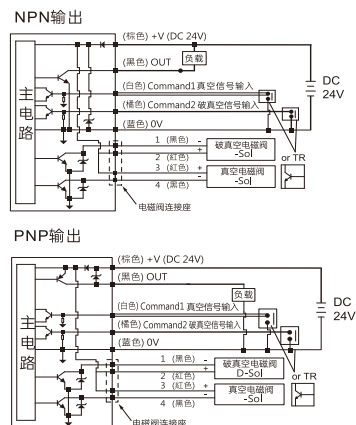 NPN输出
(棕色) +V (DC 24V)
负载
(黑色) OUT
(白色) Command1 真空信号输入
(橘色) Command2 破真空信号输入
(蓝色) 0V
DC
24V
主电路
1 (黑色) -
+
2 (红色)
3 (红色) +
-
4 (黑色)
破真空电磁阀
-Sol
真空电磁阀
-Sol
or TR
电磁阀连接座
PNP输出
(棕色) +V (DC 24V)
(黑色) OUT
负载
(白色) Command1 真空信号输入
(橘色) Command2 破真空信号输入
(蓝色) 0V
DC
24V
主电路
1 (黑色) -
+
2 (红色)
3 (红色) +
-
4 (黑色)
破真空电磁阀
D-Sol
真空电磁阀
-Sol
or TR
电磁阀连接座